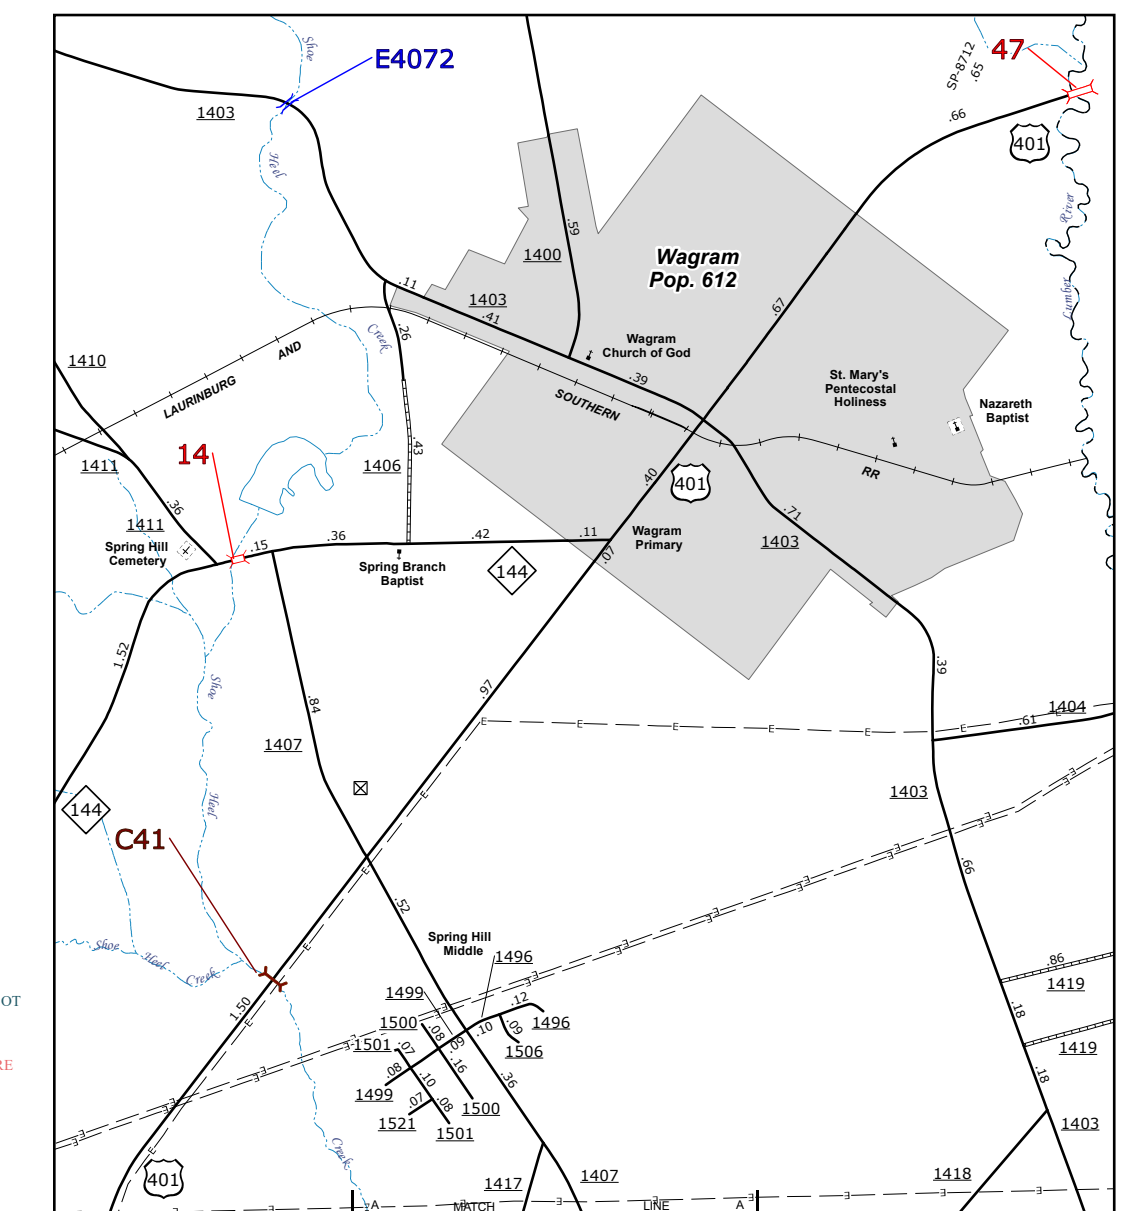 Shoe
E4072
47
SP-8712
.65
.66
1403
401
Heel
River
.59
1400
Wagram
Pop. 612
.11
1403
.41
Lumber
.67
.26
Creek
Wagram
Church of God
1410
AND
.39
St. Mary's
Pentecostal
Holiness
LAURINBURG
SOUTHERN
Nazareth
Baptist
14
.43
1411
1406
RR
.40
401
.36
.71
1411
Spring Hill
Cemetery
.15
.36
.42
.11
Wagram
Primary
1403
.07
Spring Branch
Baptist
144
1.52
.39
Shoe
.84
.97
E
E
E
E
E
E
E
1404
.61
1407
Heel
1403
144
E
C41
E
.66
.52
Spring Hill
Middle
Shoe
Heel
Creek
E
1496
.86
1419
1499
OT
1.50
E
.12
1500
.08
.10
.09
1496
.18
1501
.07
.09
1506
1419
RE
.08
.16
.10
.36
.18
1499
.07
.08
1500
1521
1501
1403
Creek
E
401
1417
1407
1418
A
MATCH
E
LINE
E
A
E
E
E